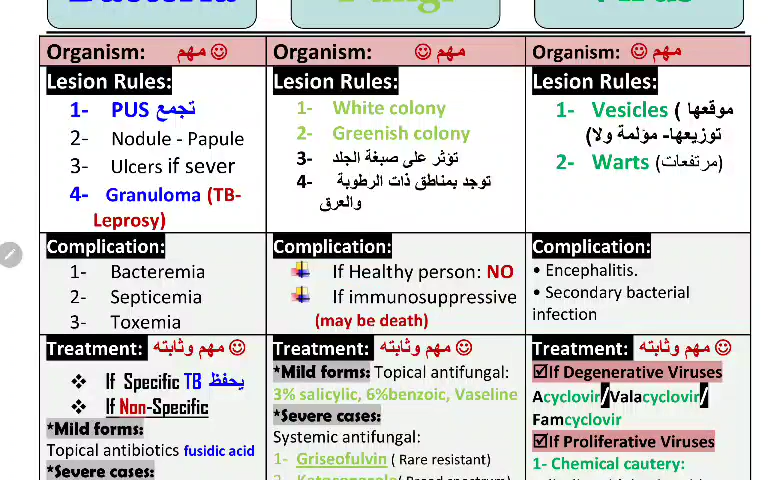 Bacteria
Fungi
Virus
Organism: مهم ☺
Lesion Rules:
1- PUS تجمع
2- Nodule - Papule
3- Ulcers if sever
4- Granuloma (TB-
Leprosy)
Complication:
1- Bacteremia
2- Septicemia
3- Toxemia
Treatment: مهم وثابته ☺
❖ If Specific TB يحفظ
❖ If Non-Specific
*Mild forms:
Topical antibiotics fusidic acid
*Severe cases:
Organism: مهم ☺
Lesion Rules:
1- White colony
2- Greenish colony
3- تؤثر على صبغة الجلد
4- توجد بمناطق ذات الرطوبة
والعرق
Complication:
If Healthy person: NO
If immunosuppressive
(may be death)
Treatment: مهم وثابته ☺
*Mild forms: Topical antifungal:
3% salicylic, 6%benzoic, Vaseline
*Severe cases:
Systemic antifungal:
1- Griseofulvin ( Rare resistant)
Organism: مهم ☺
Lesion Rules:
1- Vesicles ( موقعها
توزيعها- مؤلمة ولا)
2- Warts (مرتفعات)
Complication:
• Encephalitis.
• Secondary bacterial
infection
Treatment: مهم وثابته ☺
☑If Degenerative Viruses
Acyclovir/Valacyclovir/
Famcyclovir
☑If Proliferative Viruses
1- Chemical cautery: